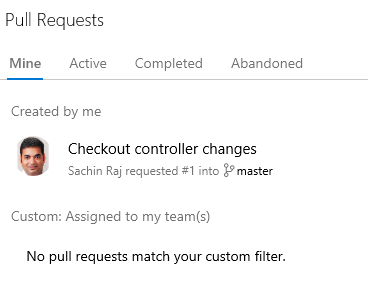 Pull Requests
Mine Active Completed Abandoned
Created by me
Checkout controller changes
Sachin Raj requested #1 into master
Custom: Assigned to my team(s)
No pull requests match your custom filter.